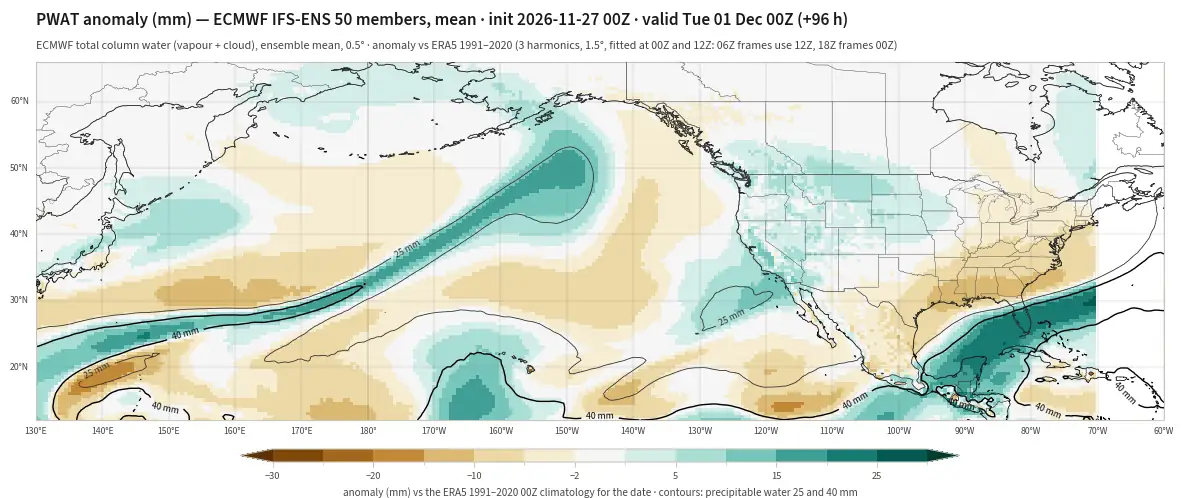 PWAT anomaly (mm) — ECMWF IFS-ENS 50 members, mean · init 2026-11-27 00Z · valid Tue 01 Dec 00Z (+96 h)
ECMWF total column water (vapour + cloud), ensemble mean, 0.5° · anomaly vs ERA5 1991–2020 (3 harmonics, 1.5°, fitted at 00Z and 12Z: 06Z frames use 12Z, 18Z frames 00Z)
60°N
50°N
40°N
30°N
20°N
25 mm
25 mm
40 mm
25 mm
40 mm
40 mm
40 mm
40 mm
40 mm
40 mm
130°E 140°E 150°E 160°E 170°E 180° 170°W 160°W 150°W 140°W 130°W 120°W 110°W 100°W 90°W 80°W 70°W 60°W
−30 −20 −10 −2 5 15 25
anomaly (mm) vs the ERA5 1991–2020 00Z climatology for the date · contours: precipitable water 25 and 40 mm